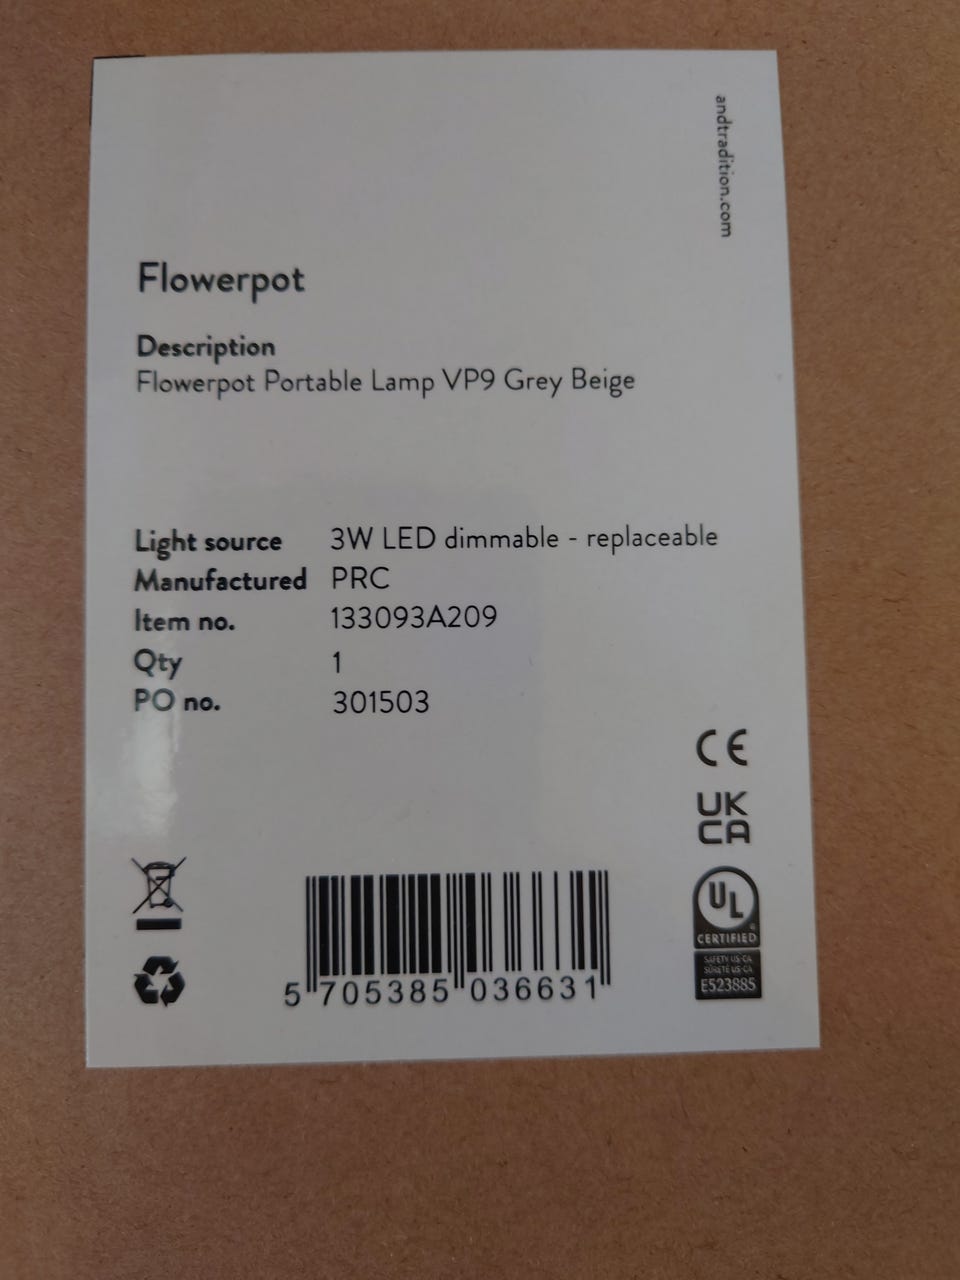 andtradition.com
Flowerpot
Description
Flowerpot Portable Lamp VP9 Grey Beige
Light source 3W LED dimmable - replaceable
Manufactured PRC
Item no. 133093A209
Qty 1
PO no. 301503
CE
UK
CA
UL
®
CERTIFIED
SAFETY US-CA
SÛRETÉ US-CA
E523885
5 705385 036631